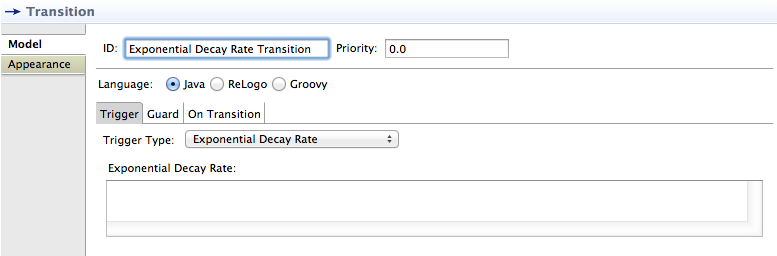 Transition
Model
Appearance
ID: Exponential Decay Rate Transition Priority: 0.0
Language: Java ReLogo Groovy
Trigger Guard On Transition
Trigger Type: Exponential Decay Rate
Exponential Decay Rate: